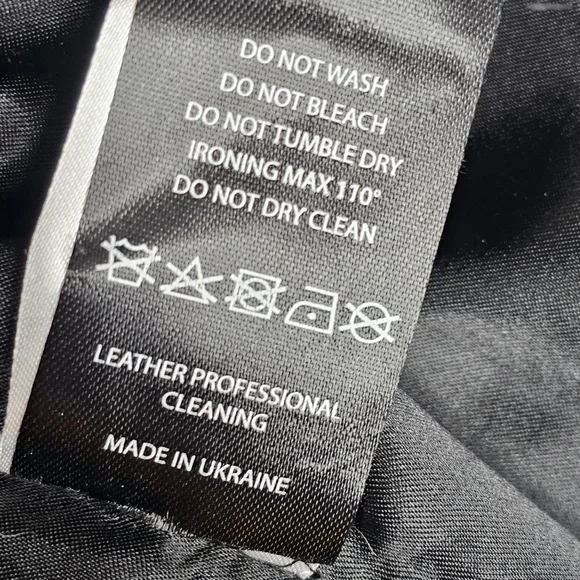 DO NOT WASH
DO NOT BLEACH
DO NOT TUMBLE DRY
IRONING MAX 110°
DO NOT DRY CLEAN
LEATHER PROFESSIONAL
CLEANING
MADE IN UKRAINE